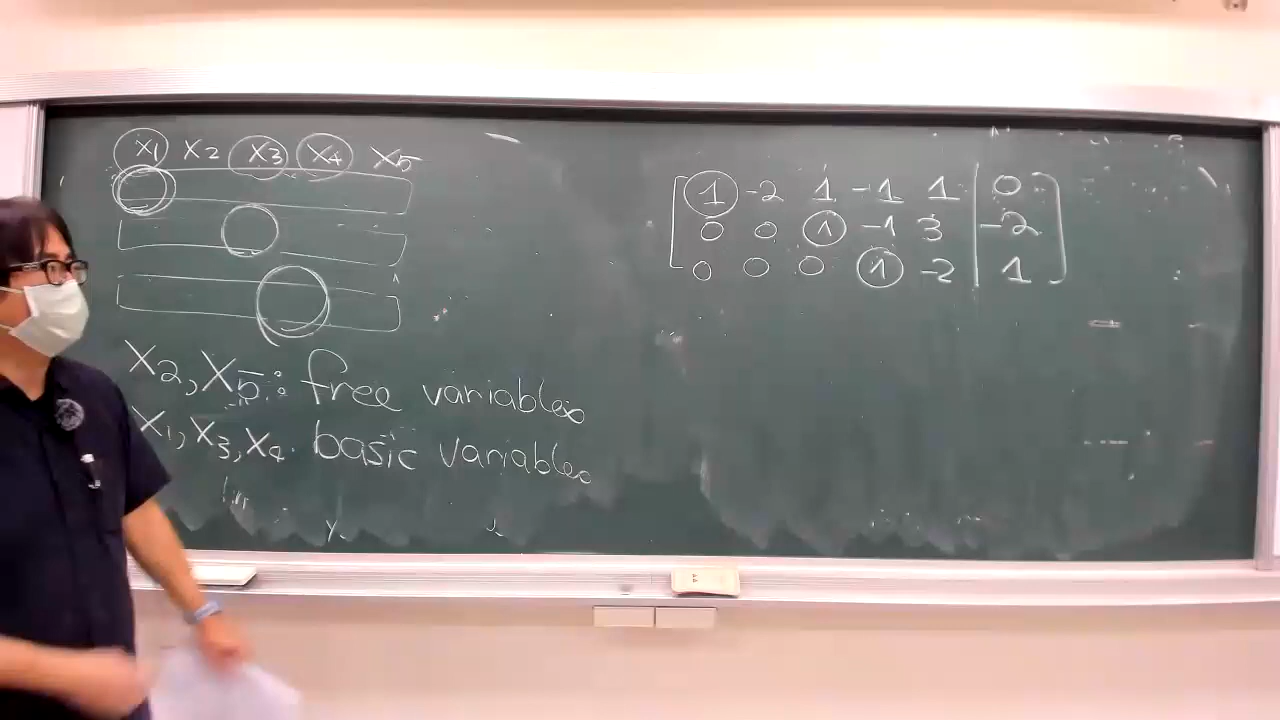 x1 x2 x3 x4 x5
x2, x5: free variables
x1, x3, x4. basic variables
1 -2 1 -1 1 | 0
0 0 1 -1 3 | -2
0 0 0 1 -2 | 1